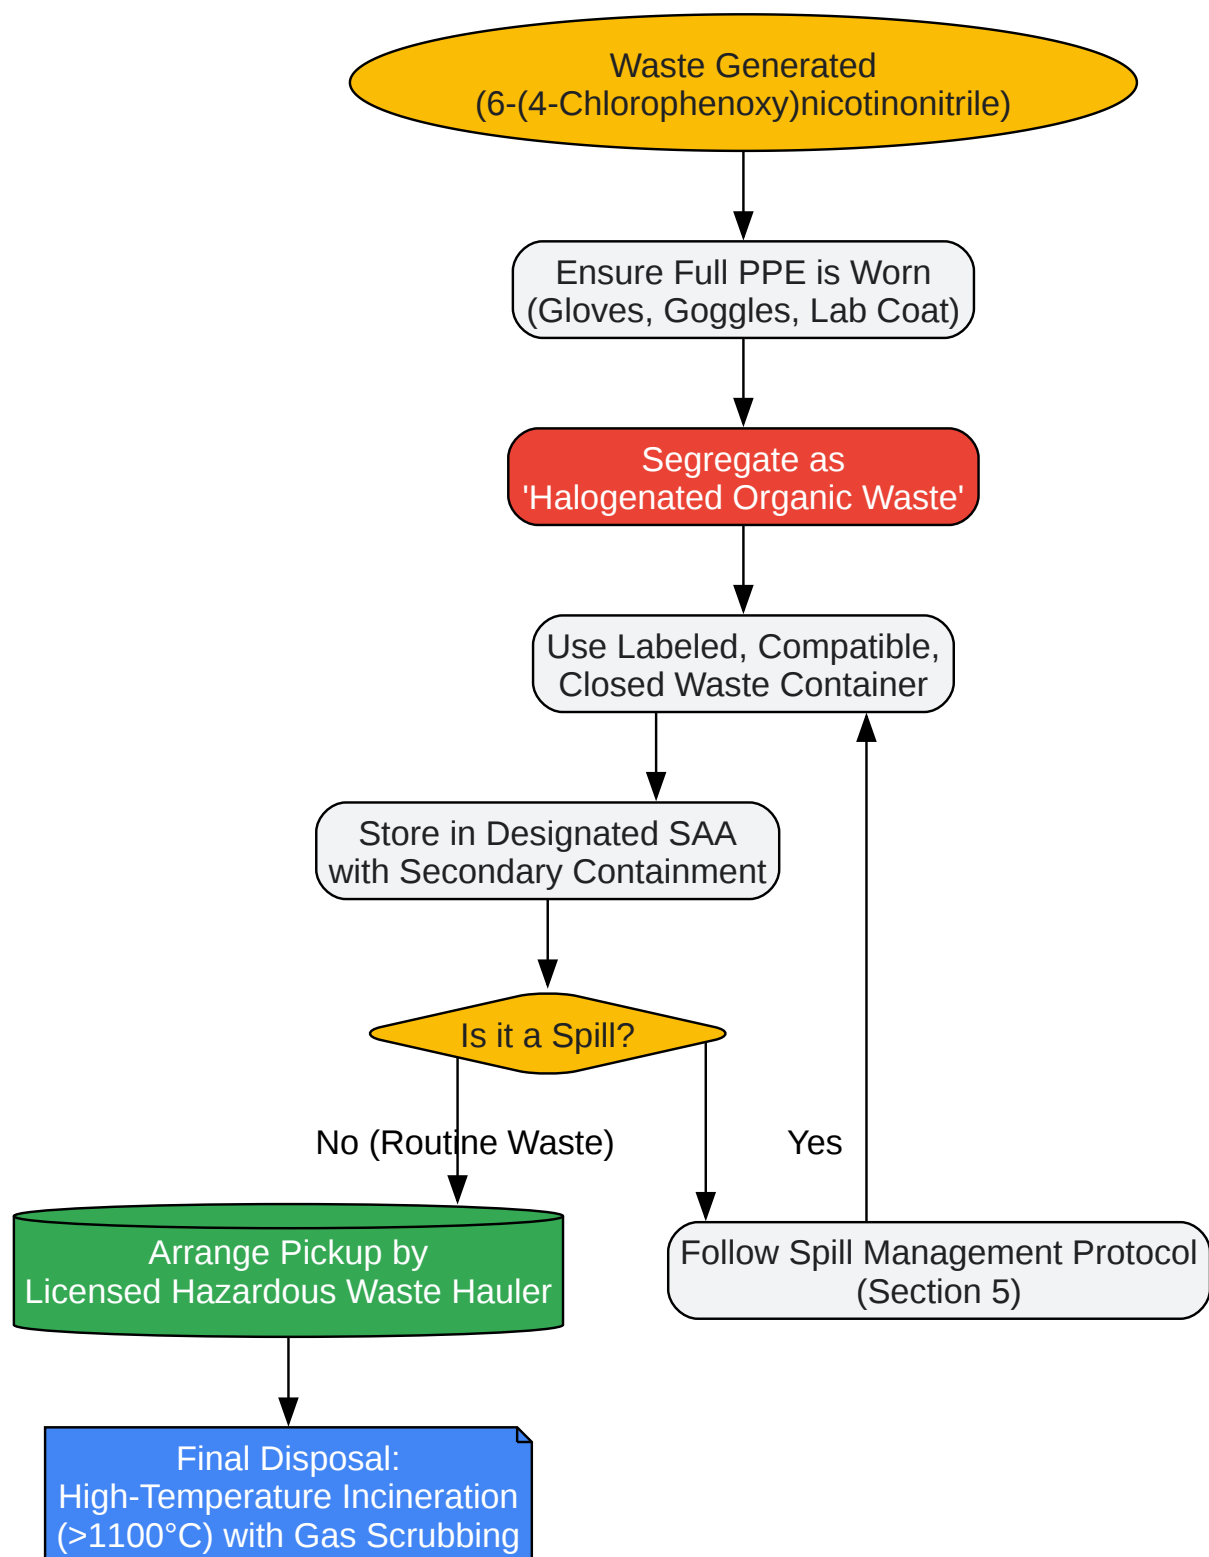 Waste Generated
(6-(4-Chlorophenoxy)nicotinonitrile)
Ensure Full PPE is Worn
(Gloves, Goggles, Lab Coat)
Segregate as
'Halogenated Organic Waste'
Use Labeled, Compatible,
Closed Waste Container
Store in Designated SAA
with Secondary Containment
Is it a Spill?
No (Routine Waste)
Yes
Arrange Pickup by
Licensed Hazardous Waste Hauler
Follow Spill Management Protocol
(Section 5)
Final Disposal:
High-Temperature Incineration
(>1100°C) with Gas Scrubbing